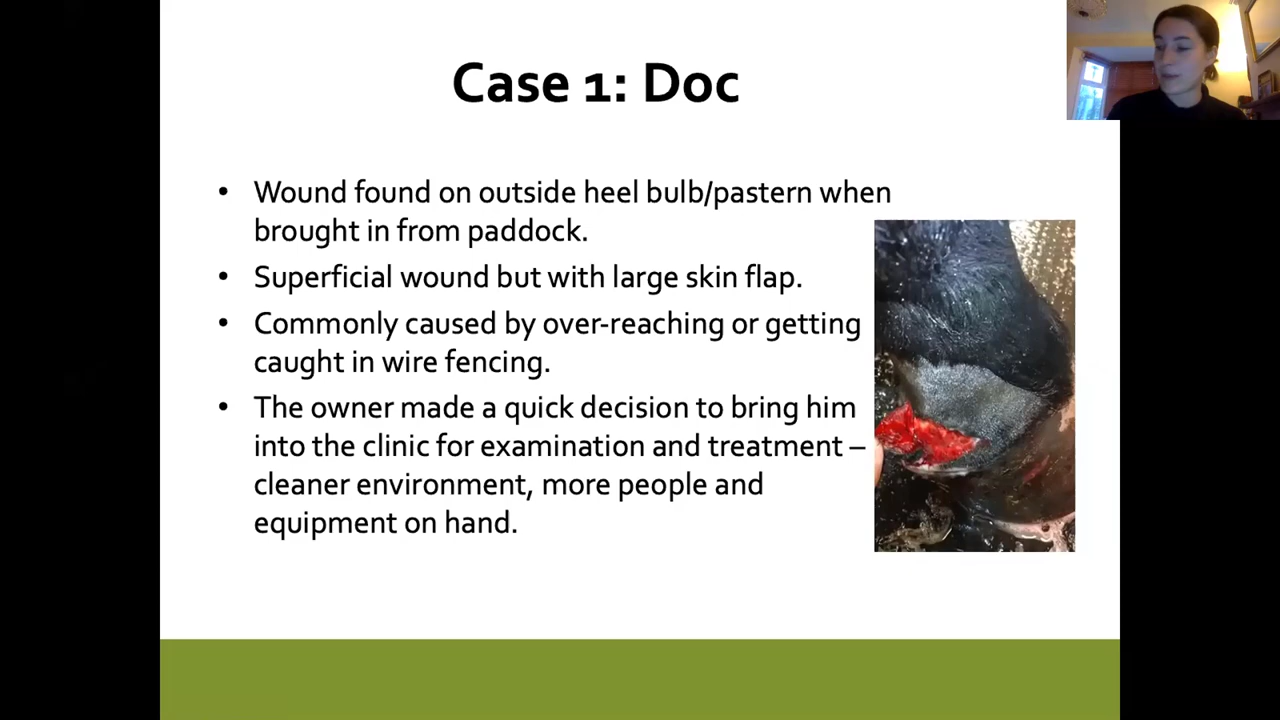 Case 1: Doc
• Wound found on outside heel bulb/pastern when
brought in from paddock.
• Superficial wound but with large skin flap.
• Commonly caused by over-reaching or getting
caught in wire fencing.
• The owner made a quick decision to bring him
into the clinic for examination and treatment –
cleaner environment, more people and
equipment on hand.